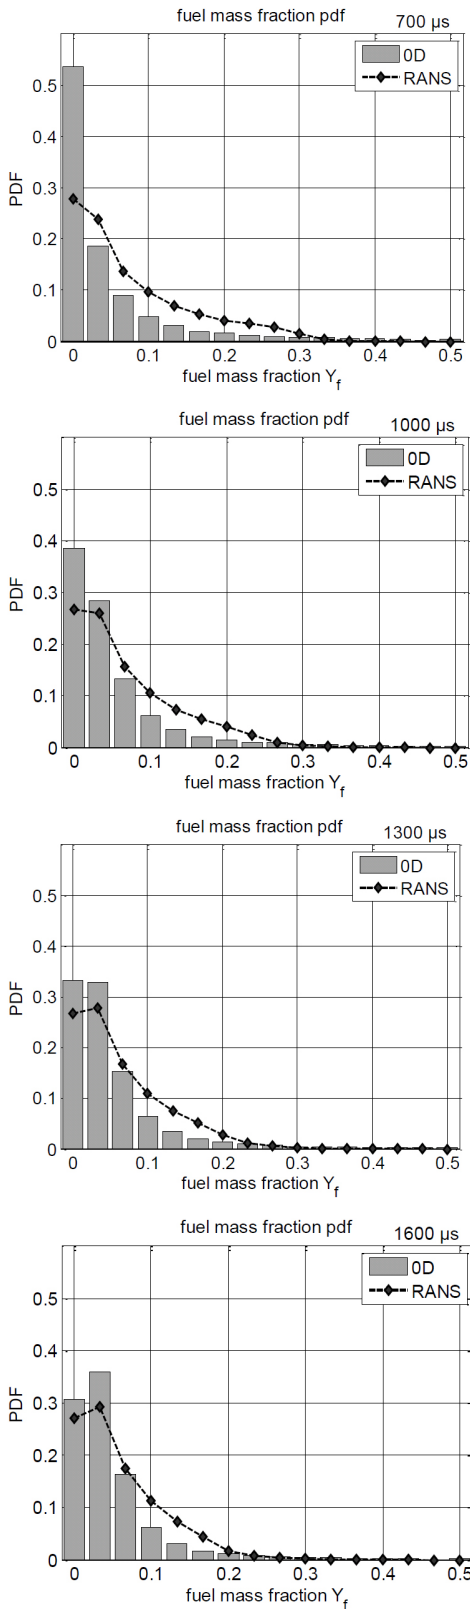 fuel mass fraction pdf
700 µs
0D
RANS
0.5
0.4
0.3
0.2
0.1
0
PDF
0 0.1 0.2 0.3 0.4 0.5
fuel mass fraction Y_f
fuel mass fraction pdf
1000 µs
0D
RANS
0.5
0.4
0.3
0.2
0.1
0
PDF
0 0.1 0.2 0.3 0.4 0.5
fuel mass fraction Y_f
fuel mass fraction pdf
1300 µs
0D
RANS
0.5
0.4
0.3
0.2
0.1
0
PDF
0 0.1 0.2 0.3 0.4 0.5
fuel mass fraction Y_f
fuel mass fraction pdf
1600 µs
0D
RANS
0.5
0.4
0.3
0.2
0.1
0
PDF
0 0.1 0.2 0.3 0.4 0.5
fuel mass fraction Y_f